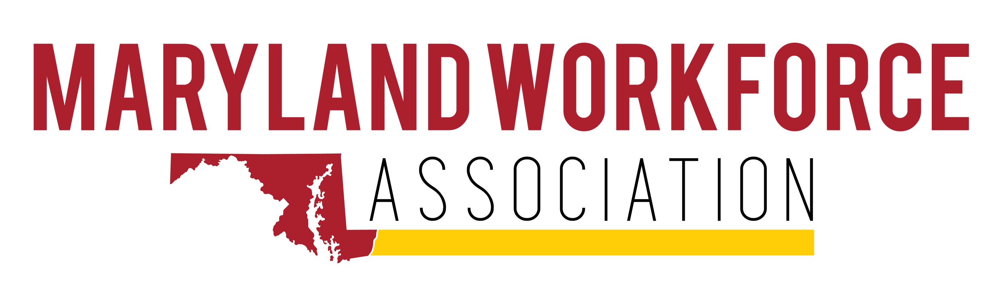 MARYLAND WORKFORCE
ASSOCIATION